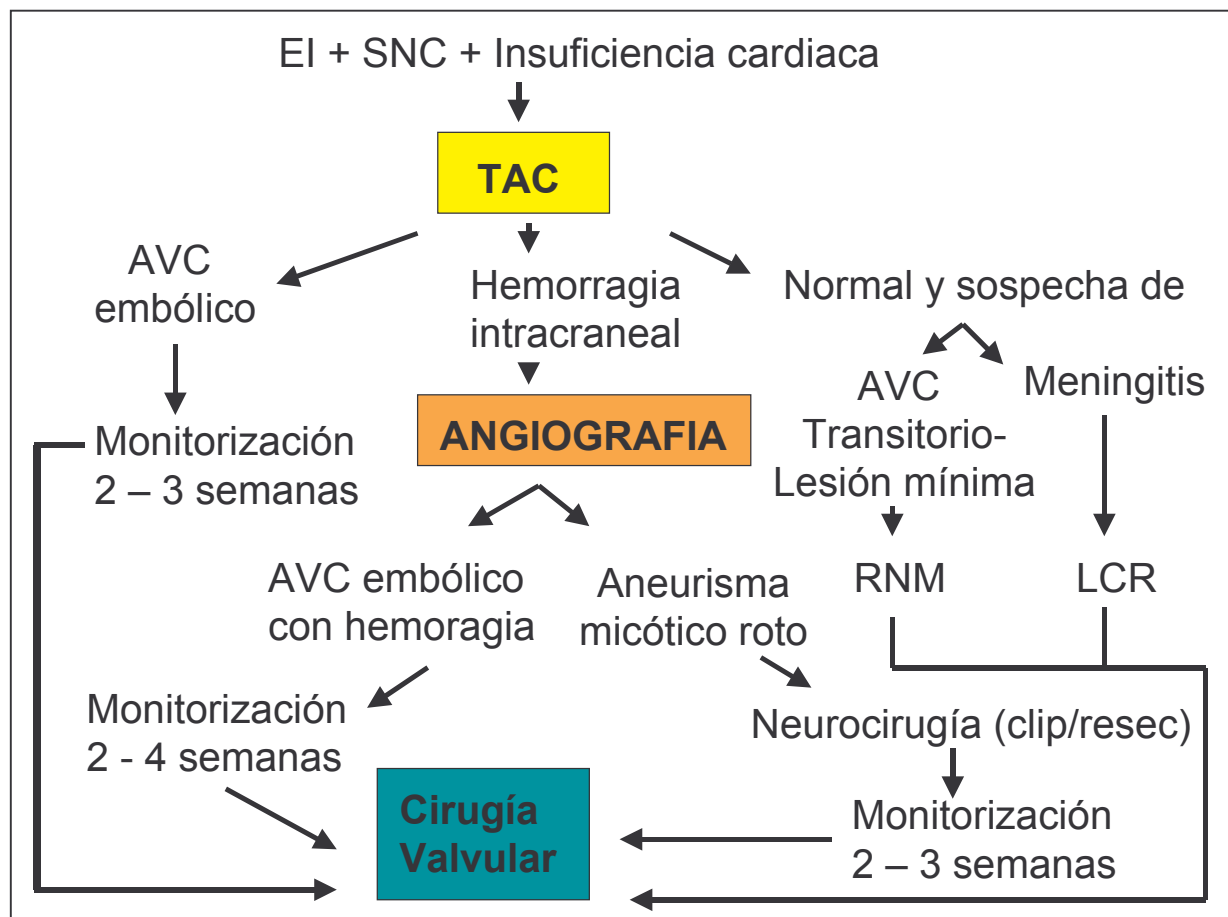 EI + SNC + Insuficiencia cardiaca
TAC
AVC
embólico
Hemorragia
intracraneal
Normal y sospecha de
AVC
Transitorio-
Lesión mínima
Meningitis
Monitorización
2 – 3 semanas
ANGIOGRAFIA
AVC embólico
con hemoragia
Aneurisma
micótico roto
RNM
LCR
Monitorización
2 - 4 semanas
Neurocirugía (clip/resec)
Cirugía
Valvular
Monitorización
2 – 3 semanas